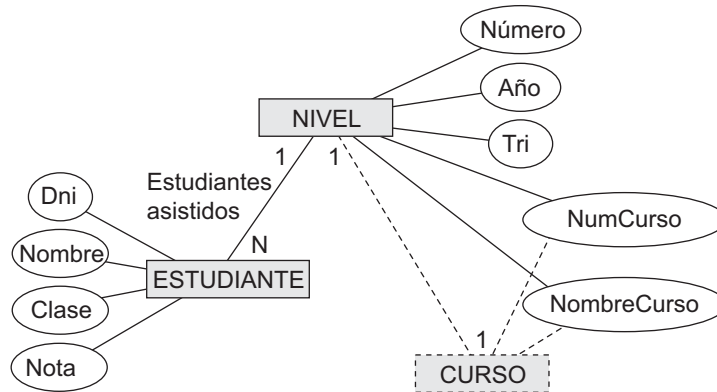 Número
Año
NIVEL
Tri
1
1
Estudiantes
asistidos
Dni
NumCurso
N
Nombre
ESTUDIANTE
NombreCurso
Clase
1
Nota
CURSO